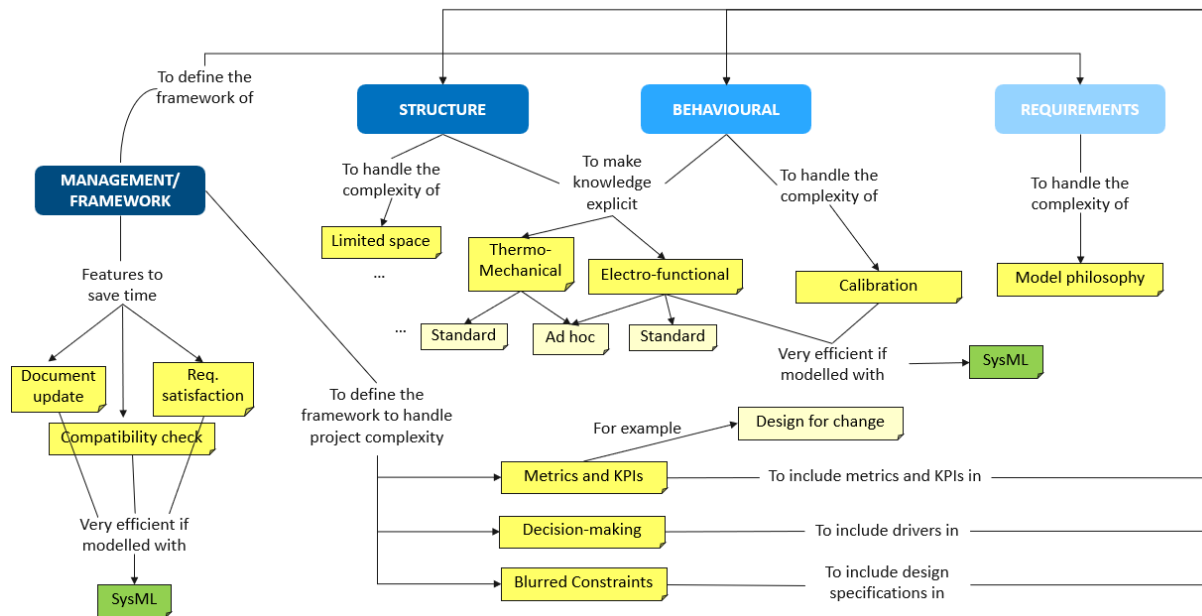 To define the
framework of
STRUCTURE
BEHAVIOURAL
REQUIREMENTS
MANAGEMENT/
FRAMEWORK
To handle the
complexity of
To make
knowledge
explicit
To handle the
complexity of
To handle the
complexity of
Limited space
...
Thermo-
Mechanical
Electro-functional
Calibration
Model philosophy
Features to
save time
...
Standard
Ad hoc
Standard
Very efficient if
modelled with
SysML
Document
update
Req.
satisfaction
Compatibility check
To define the
framework to handle
project complexity
For example
Design for change
Metrics and KPIs
To include metrics and KPIs in
Very efficient if
modelled with
Decision-making
To include drivers in
Blurred Constraints
To include design
specifications in
SysML